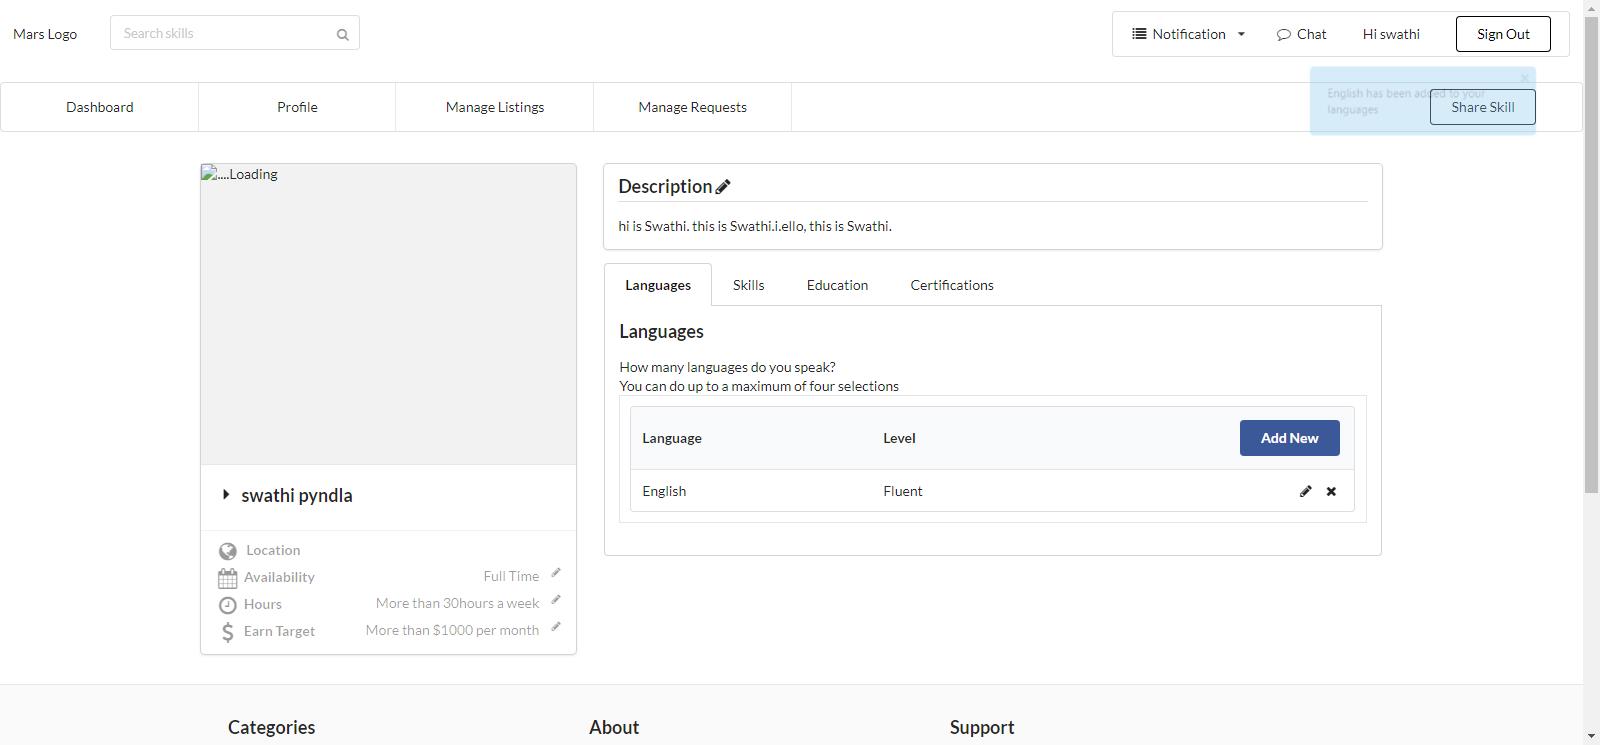 Mars Logo
Search skills
Notification
Chat
Hi swathi
Sign Out
Dashboard
Profile
Manage Listings
Manage Requests
English has been added to your
languages
Share Skill
....Loading
Description
hi is Swathi. this is Swathi.i.ello, this is Swathi.
Languages
Skills
Education
Certifications
Languages
How many languages do you speak?
You can do up to a maximum of four selections
Language
Level
Add New
English
Fluent
swathi pyndla
Location
Availability
Full Time
Hours
More than 30hours a week
Earn Target
More than $1000 per month
Categories
About
Support